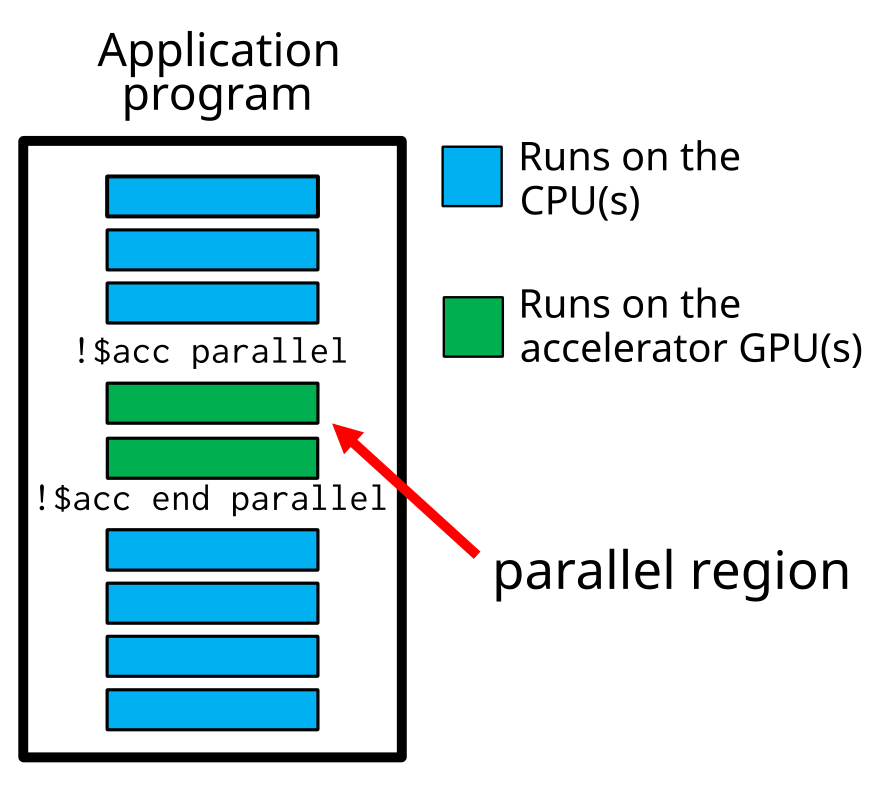 Application
program
Runs on the
CPU(s)
Runs on the
accelerator GPU(s)
!$acc parallel
!$acc end parallel
parallel region